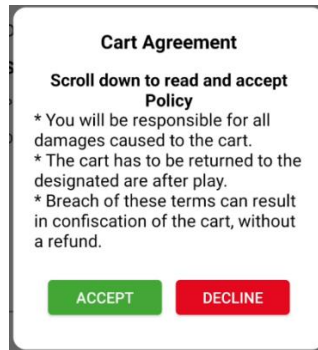 Cart Agreement
Scroll down to read and accept
Policy
* You will be responsible for all
damages caused to the cart.
* The cart has to be returned to the
designated are after play.
* Breach of these terms can result
in confiscation of the cart, without
a refund.
ACCEPT DECLINE